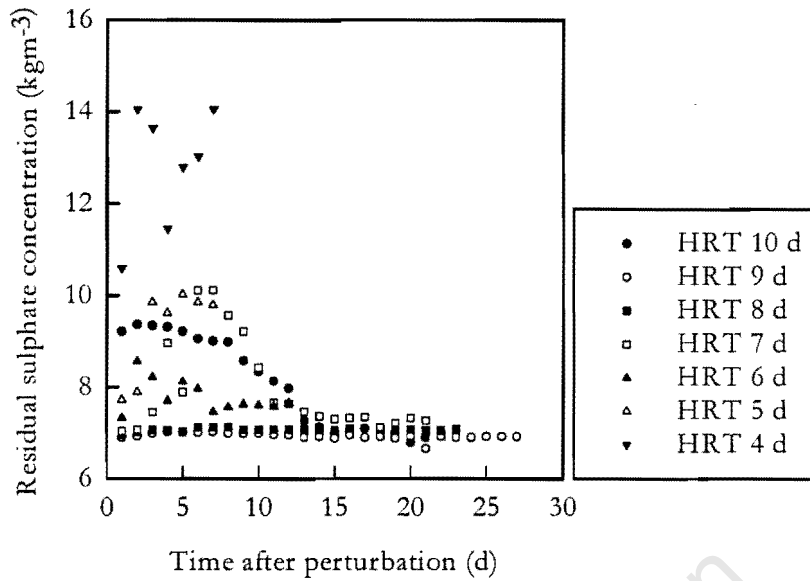 Residual sulphate concentration (kgm-3)
16
14
12
10
8
6
0 5 10 15 20 25 30
Time after perturbation (d)
HRT 10 d
HRT 9 d
HRT 8 d
HRT 7 d
HRT 6 d
HRT 5 d
HRT 4 d